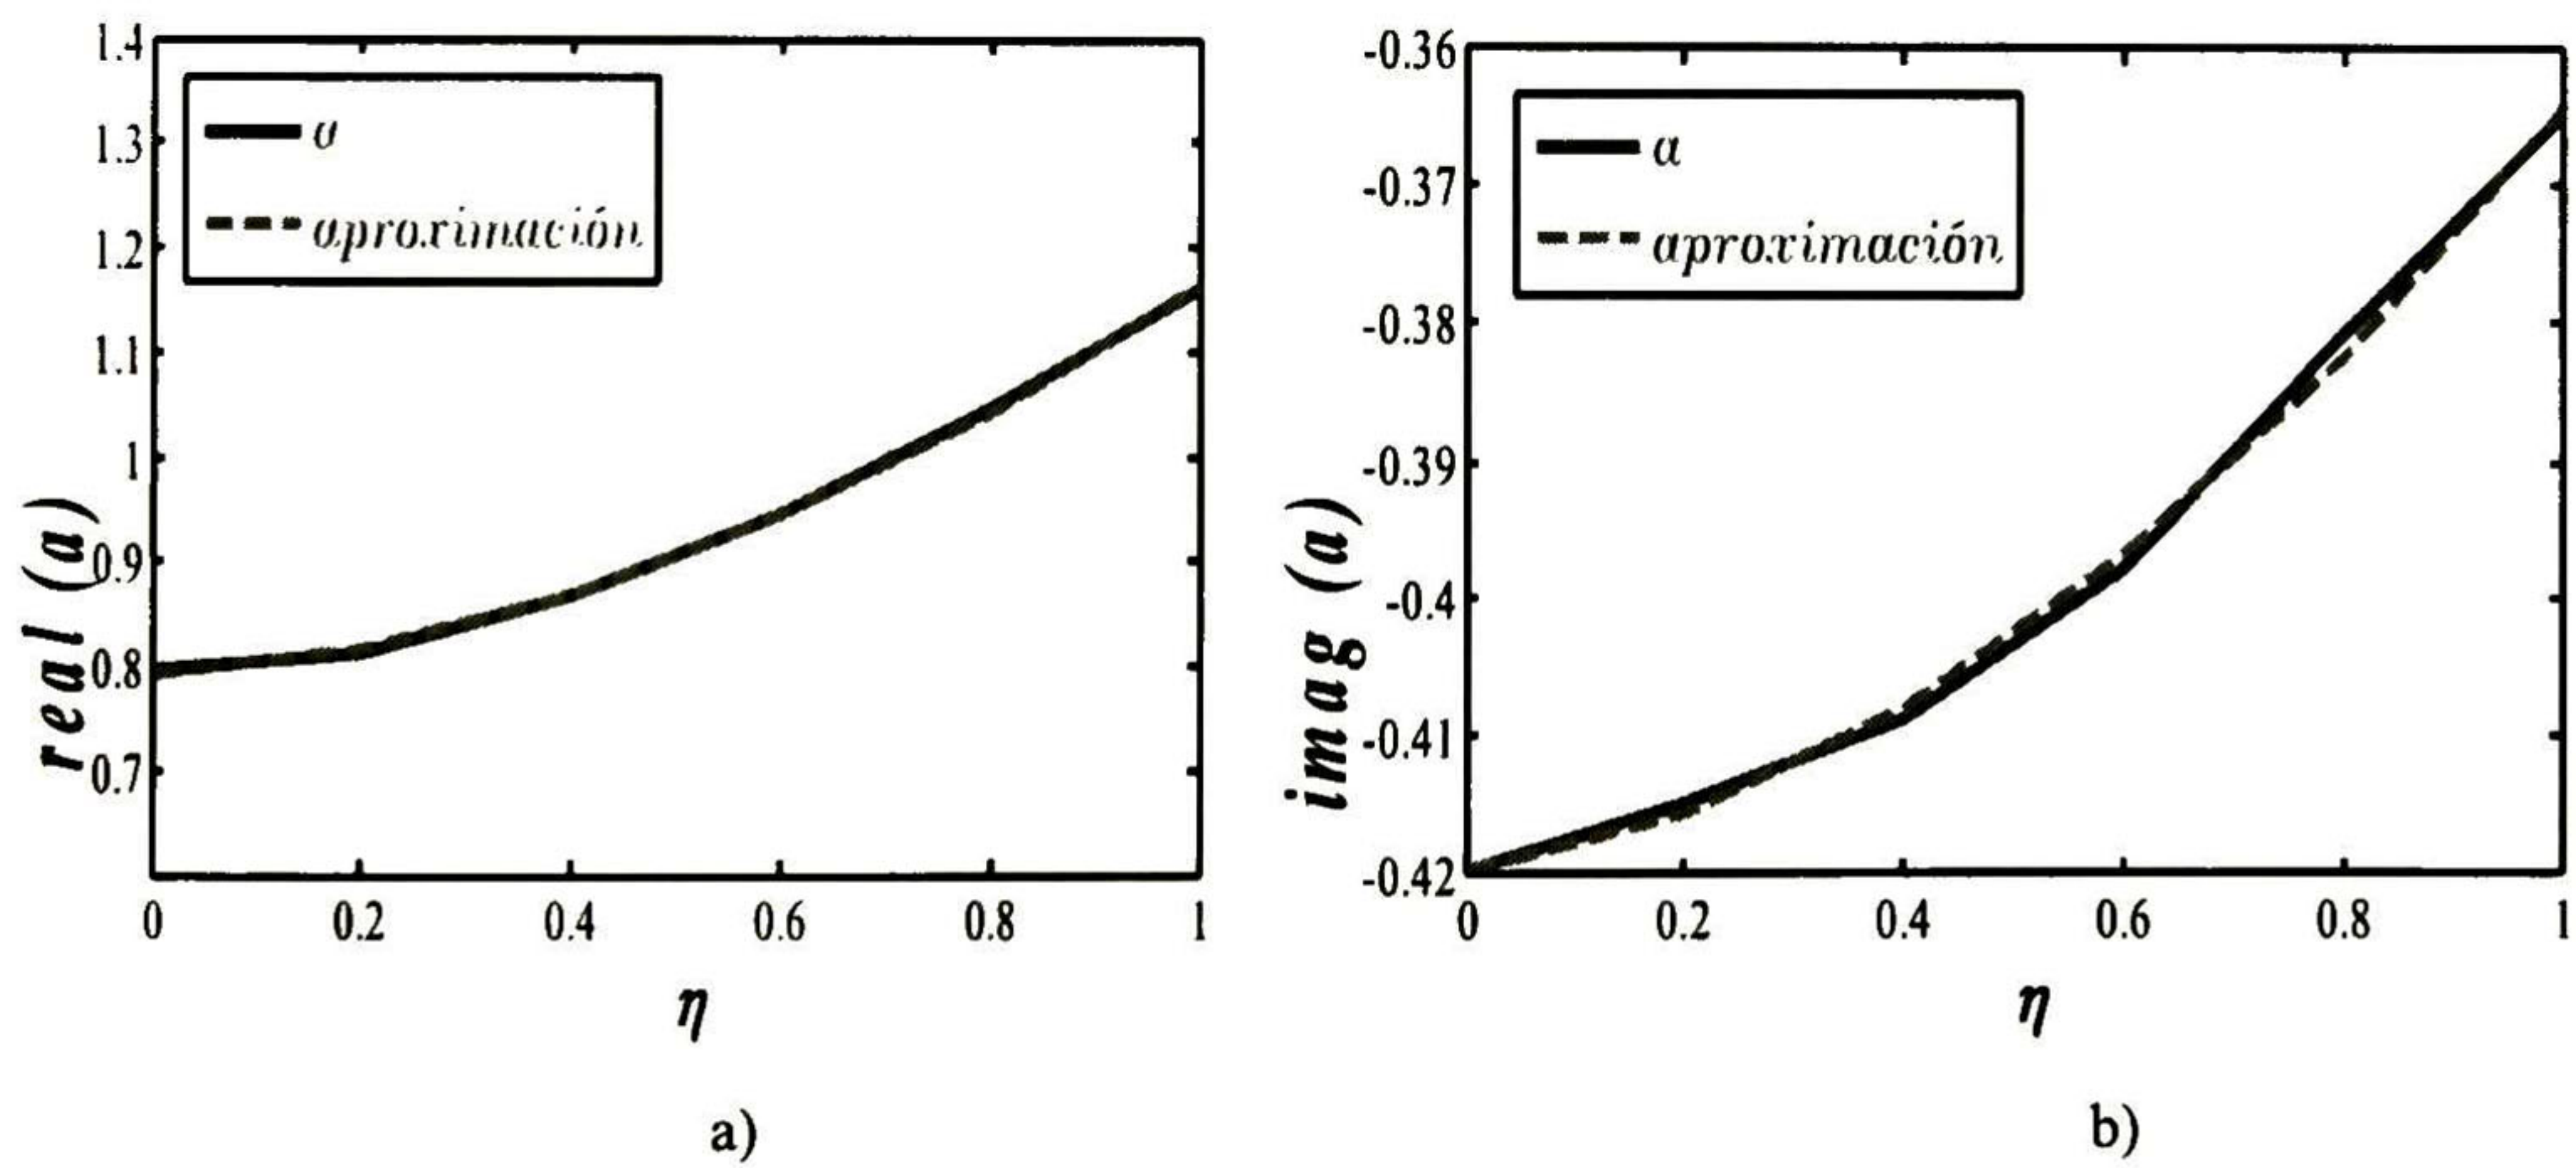 1.4
1.3
1.2
1.1
1
0.9
0.8
0.7
real (a)
a
aproximación
0 0.2 0.4 0.6 0.8 1
η
a)
-0.36
-0.37
-0.38
-0.39
-0.4
-0.41
-0.42
imag (a)
a
aproximación
0 0.2 0.4 0.6 0.8 1
η
b)